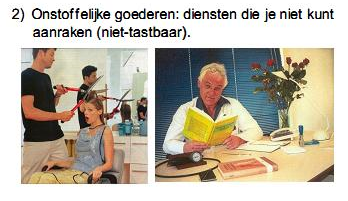 2) Onstoffelijke goederen: diensten die je niet kunt
aanraken (niet-tastbaar).